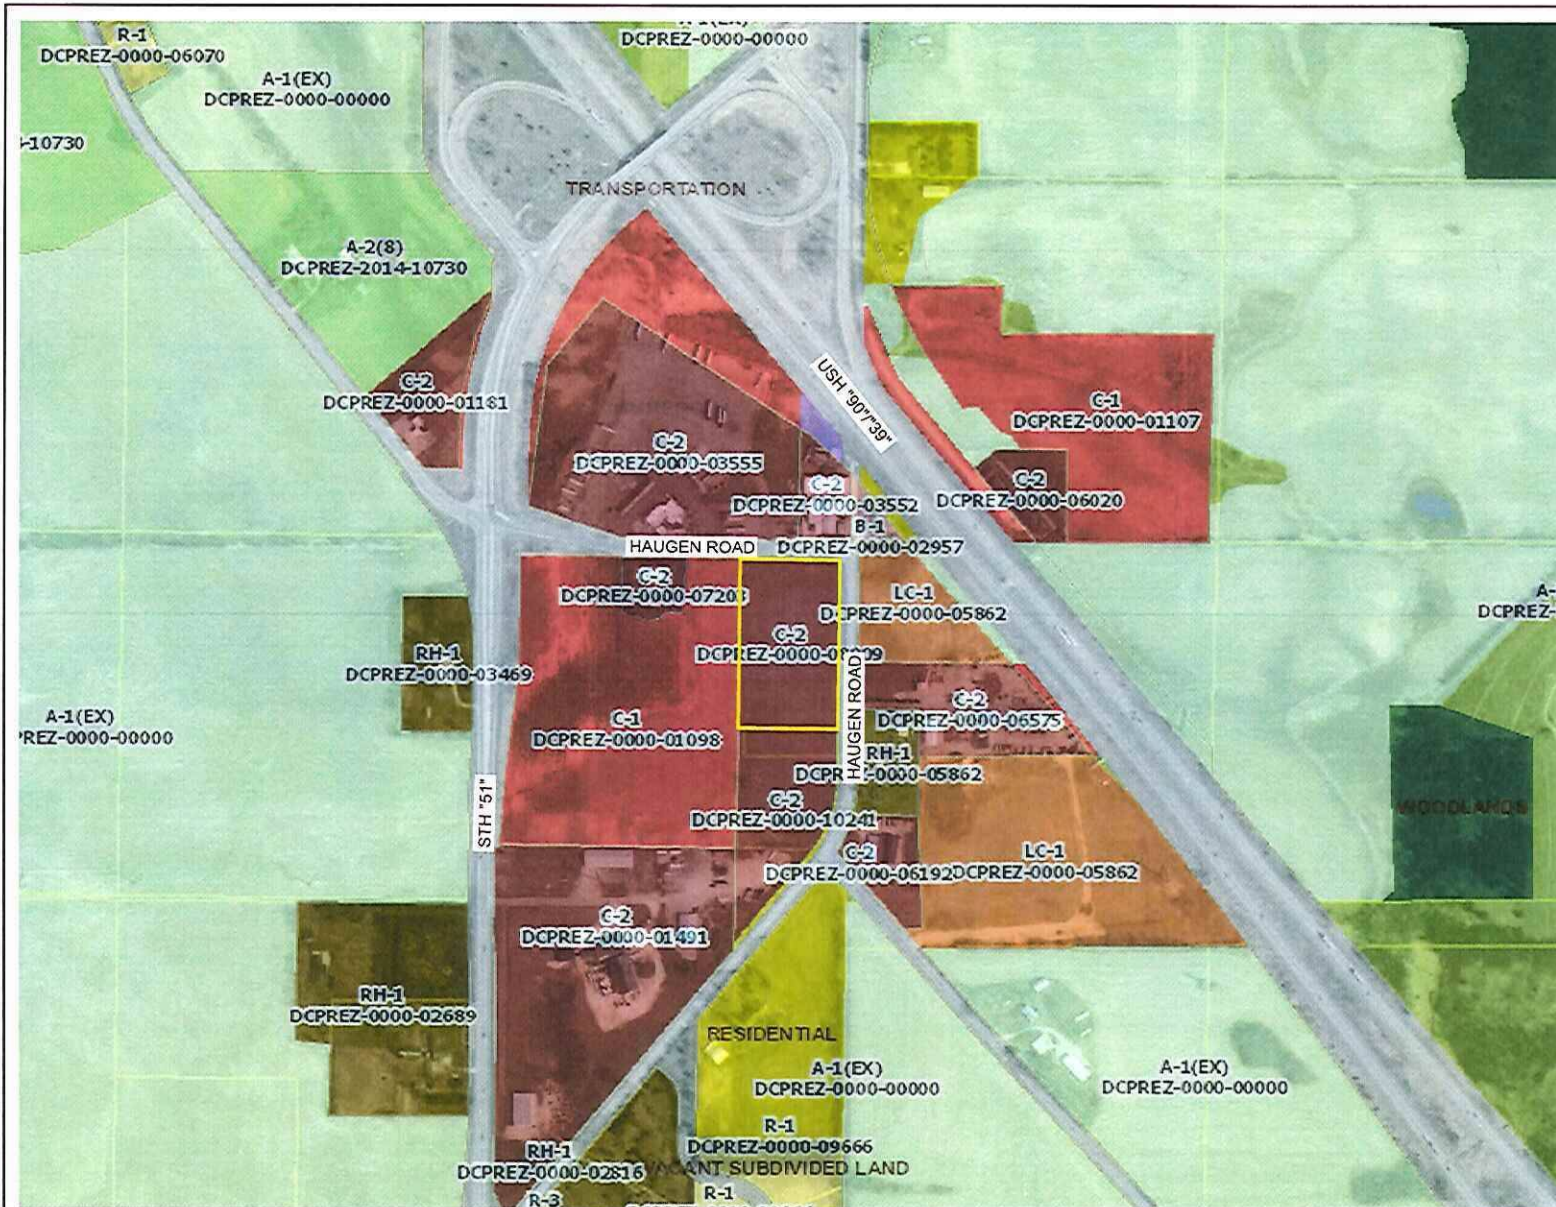 A-1(EX)
DCPREZ-0000-00000
R-1
DCPREZ-0000-06070
A-1(EX)
DCPREZ-0000-00000
-10730
TRANSPORTATION
A-2(8)
DCPREZ-2014-10730
C-2
DCPREZ-0000-01181
USH "90"/"39"
C-1
DCPREZ-0000-01107
C-2
DCPREZ-0000-03555
C-2
DCPREZ-0000-03552
C-2
DCPREZ-0000-06020
B-1
DCPREZ-0000-02957
HAUGEN ROAD
C-2
DCPREZ-0000-07203
LC-1
DCPREZ-0000-05862
A-
DCPREZ-
C-2
DCPREZ-0000-0
09
RH-1
DCPREZ-0000-03469
HAUGEN ROAD
C-2
DCPREZ-0000-06575
A-1(EX)
PREZ-0000-00000
C-1
DCPREZ-0000-01098
RH-1
DCPR
-0000-05862
STH "51"
C-2
DCPREZ-0000-10241
WOODLANDS
C-2
DCPREZ-0000-06192
LC-1
DCPREZ-0000-05862
C-2
DCPREZ-0000-01491
RH-1
DCPREZ-0000-02689
RESIDENTIAL
A-1(EX)
DCPREZ-0000-00000
A-1(EX)
DCPREZ-0000-00000
R-1
DCPREZ-0000-09666
RH-1
DCPREZ-0000-02816
VACANT SUBDIVIDED LAND
R-3
R-1